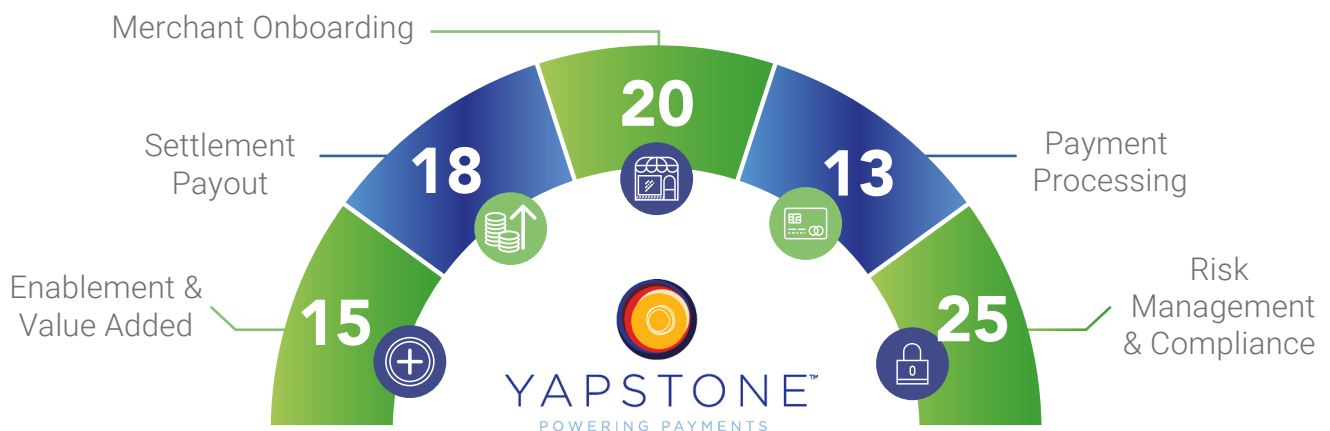 Merchant Onboarding
20
Settlement
Payout
18
13
Payment
Processing
Enablement &
Value Added
15
25
Risk
Management
& Compliance
YAPSTONE™
POWERING PAYMENTS